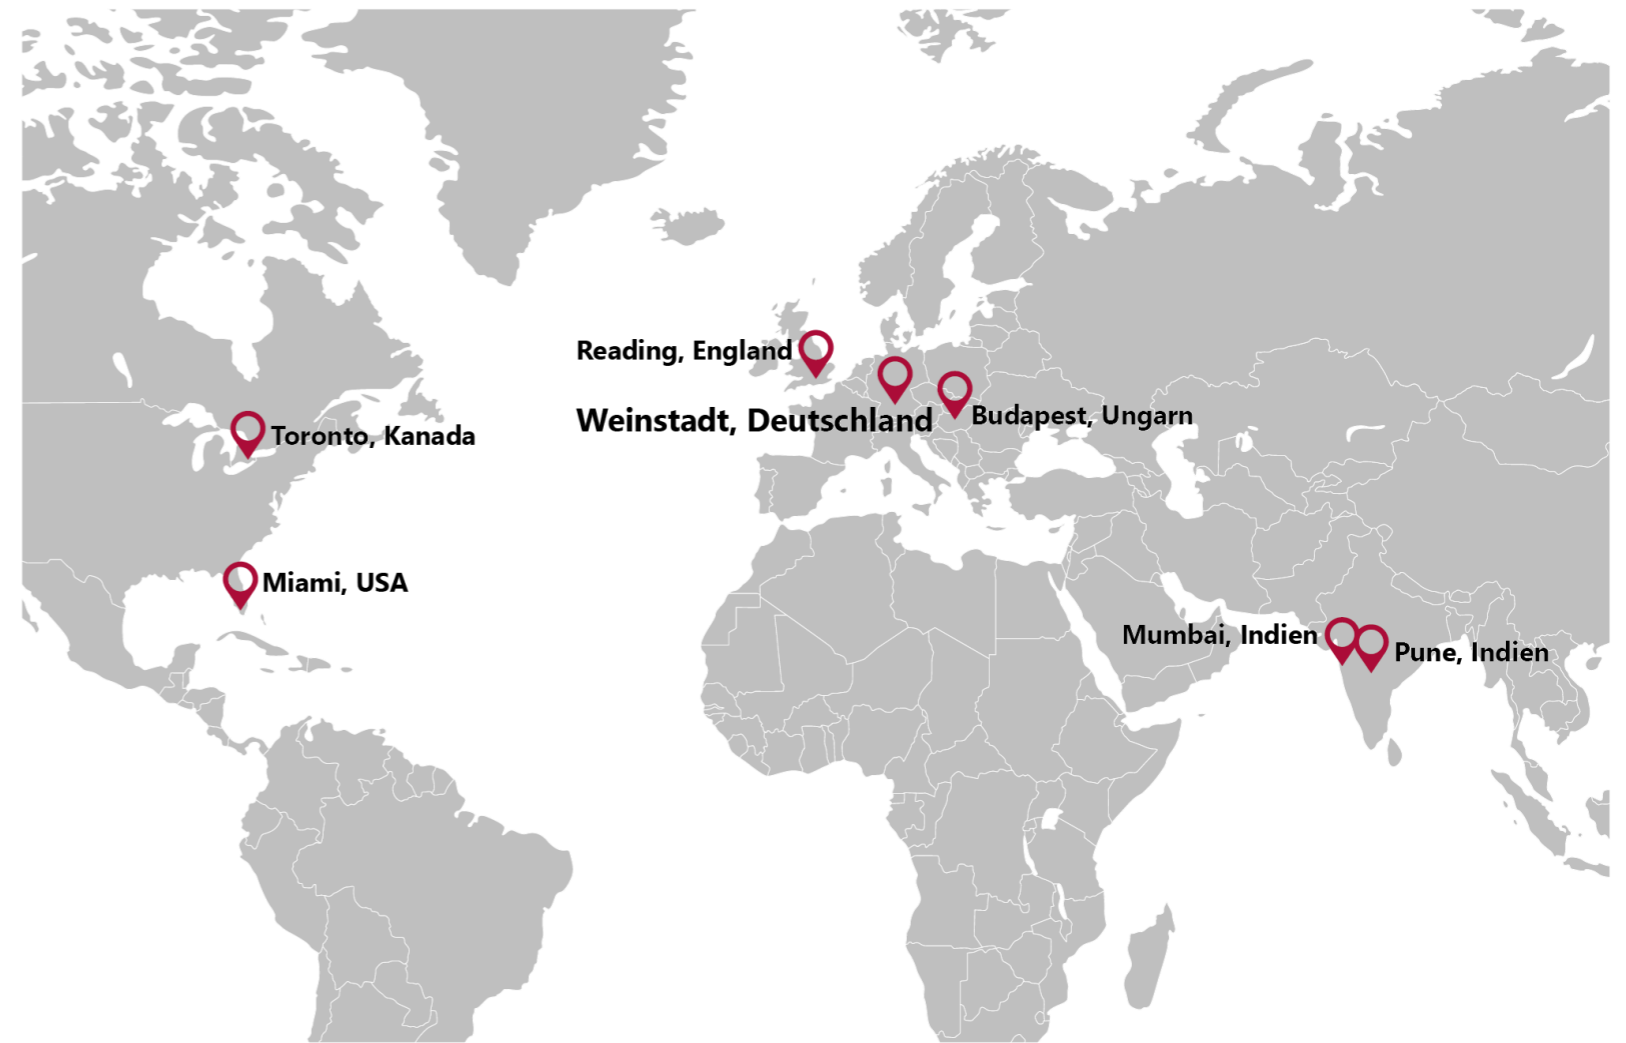 Reading, England
Weinstadt, Deutschland
Budapest, Ungarn
Toronto, Kanada
Miami, USA
Mumbai, Indien
Pune, Indien